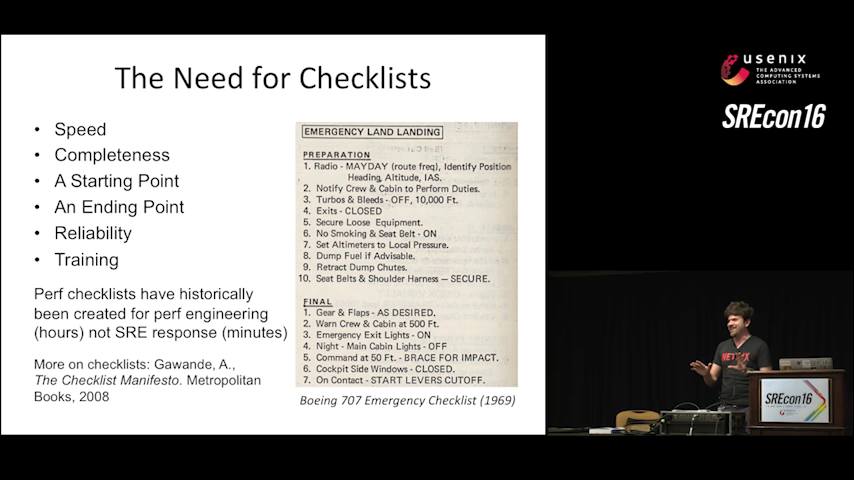 The Need for Checklists
• Speed
• Completeness
• A Starting Point
• An Ending Point
• Reliability
• Training
Perf checklists have historically
been created for perf engineering
(hours) not SRE response (minutes)
More on checklists: Gawande, A.,
The Checklist Manifesto. Metropolitan
Books, 2008
EMERGENCY LAND LANDING
PREPARATION
1. Radio - MAYDAY (route freq), Identify Position
Heading, Altitude, IAS.
2. Notify Crew & Cabin to Perform Duties.
3. Turbos & Bleeds - OFF, 10,000 Ft.
4. Exits - CLOSED
5. Secure Loose Equipment.
6. No Smoking & Seat Belt - ON
7. Set Altimeters to Local Pressure.
8. Dump Fuel if Advisable.
9. Retract Dump Chutes.
10. Seat Belts & Shoulder Harness — SECURE.
FINAL
1. Gear & Flaps - AS DESIRED.
2. Warn Crew & Cabin at 500 Ft.
3. Emergency Exit Lights - ON
4. Night - Main Cabin Lights - OFF
5. Command at 50 Ft. - BRACE FOR IMPACT.
6. Cockpit Side Windows - CLOSED.
7. On Contact - START LEVERS CUTOFF.
Boeing 707 Emergency Checklist (1969)
usenix
THE ADVANCED
COMPUTING SYSTEMS
ASSOCIATION
SREcon16
NETFLIX
SREcon16
usenix